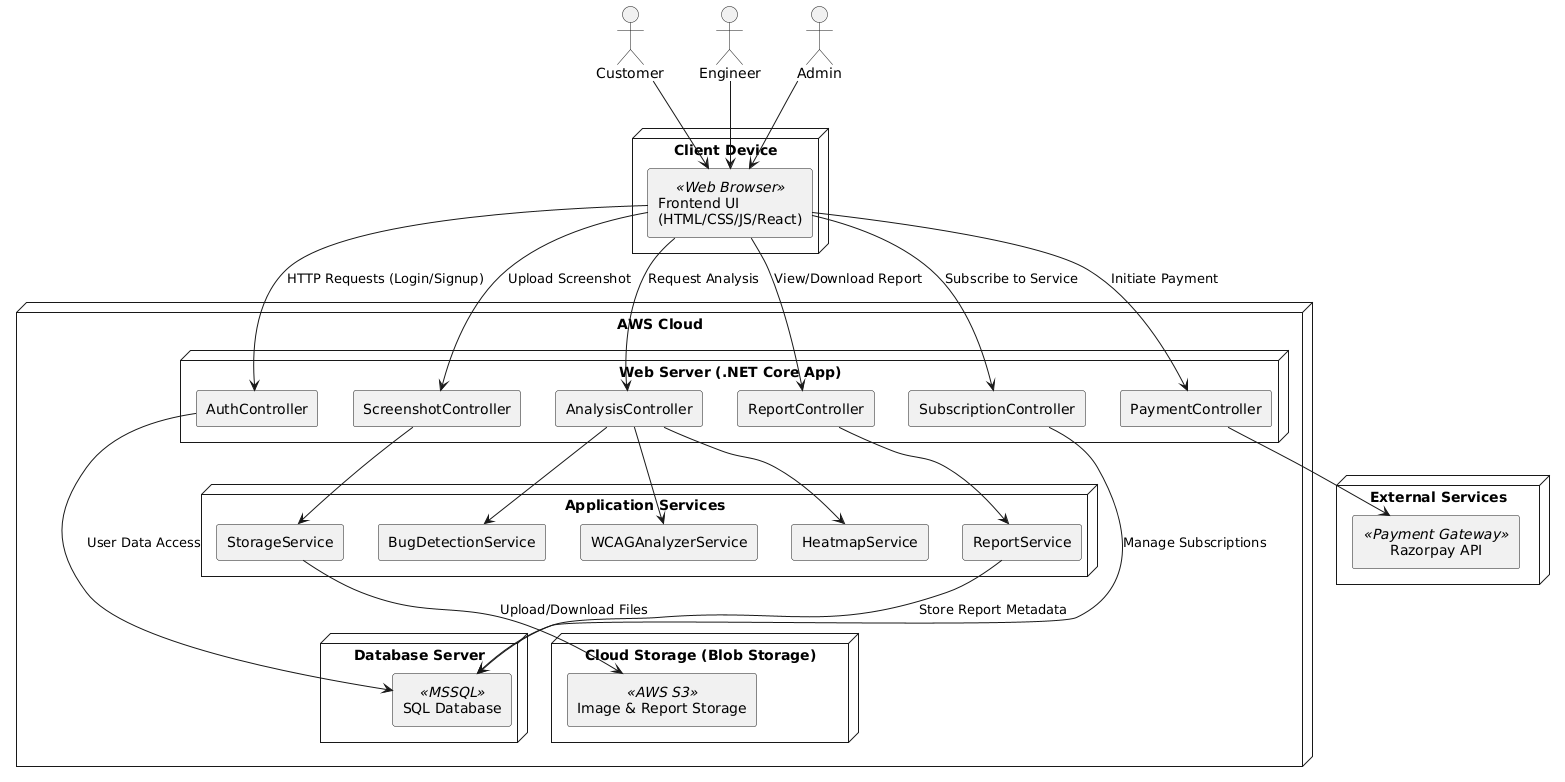 Customer
Engineer
Admin
Client Device
«Web Browser»
Frontend UI
(HTML/CSS/JS/React)
HTTP Requests (Login/Signup)
Upload Screenshot
Request Analysis
View/Download Report
Subscribe to Service
Initiate Payment
AWS Cloud
Web Server (.NET Core App)
AuthController
ScreenshotController
AnalysisController
ReportController
SubscriptionController
PaymentController
Application Services
External Services
StorageService
BugDetectionService
WCAGAnalyzerService
HeatmapService
ReportService
«Payment Gateway»
Razorpay API
User Data Access
Manage Subscriptions
Upload/Download Files
Store Report Metadata
Database Server
Cloud Storage (Blob Storage)
«MSSQL»
SQL Database
«AWS S3»
Image & Report Storage